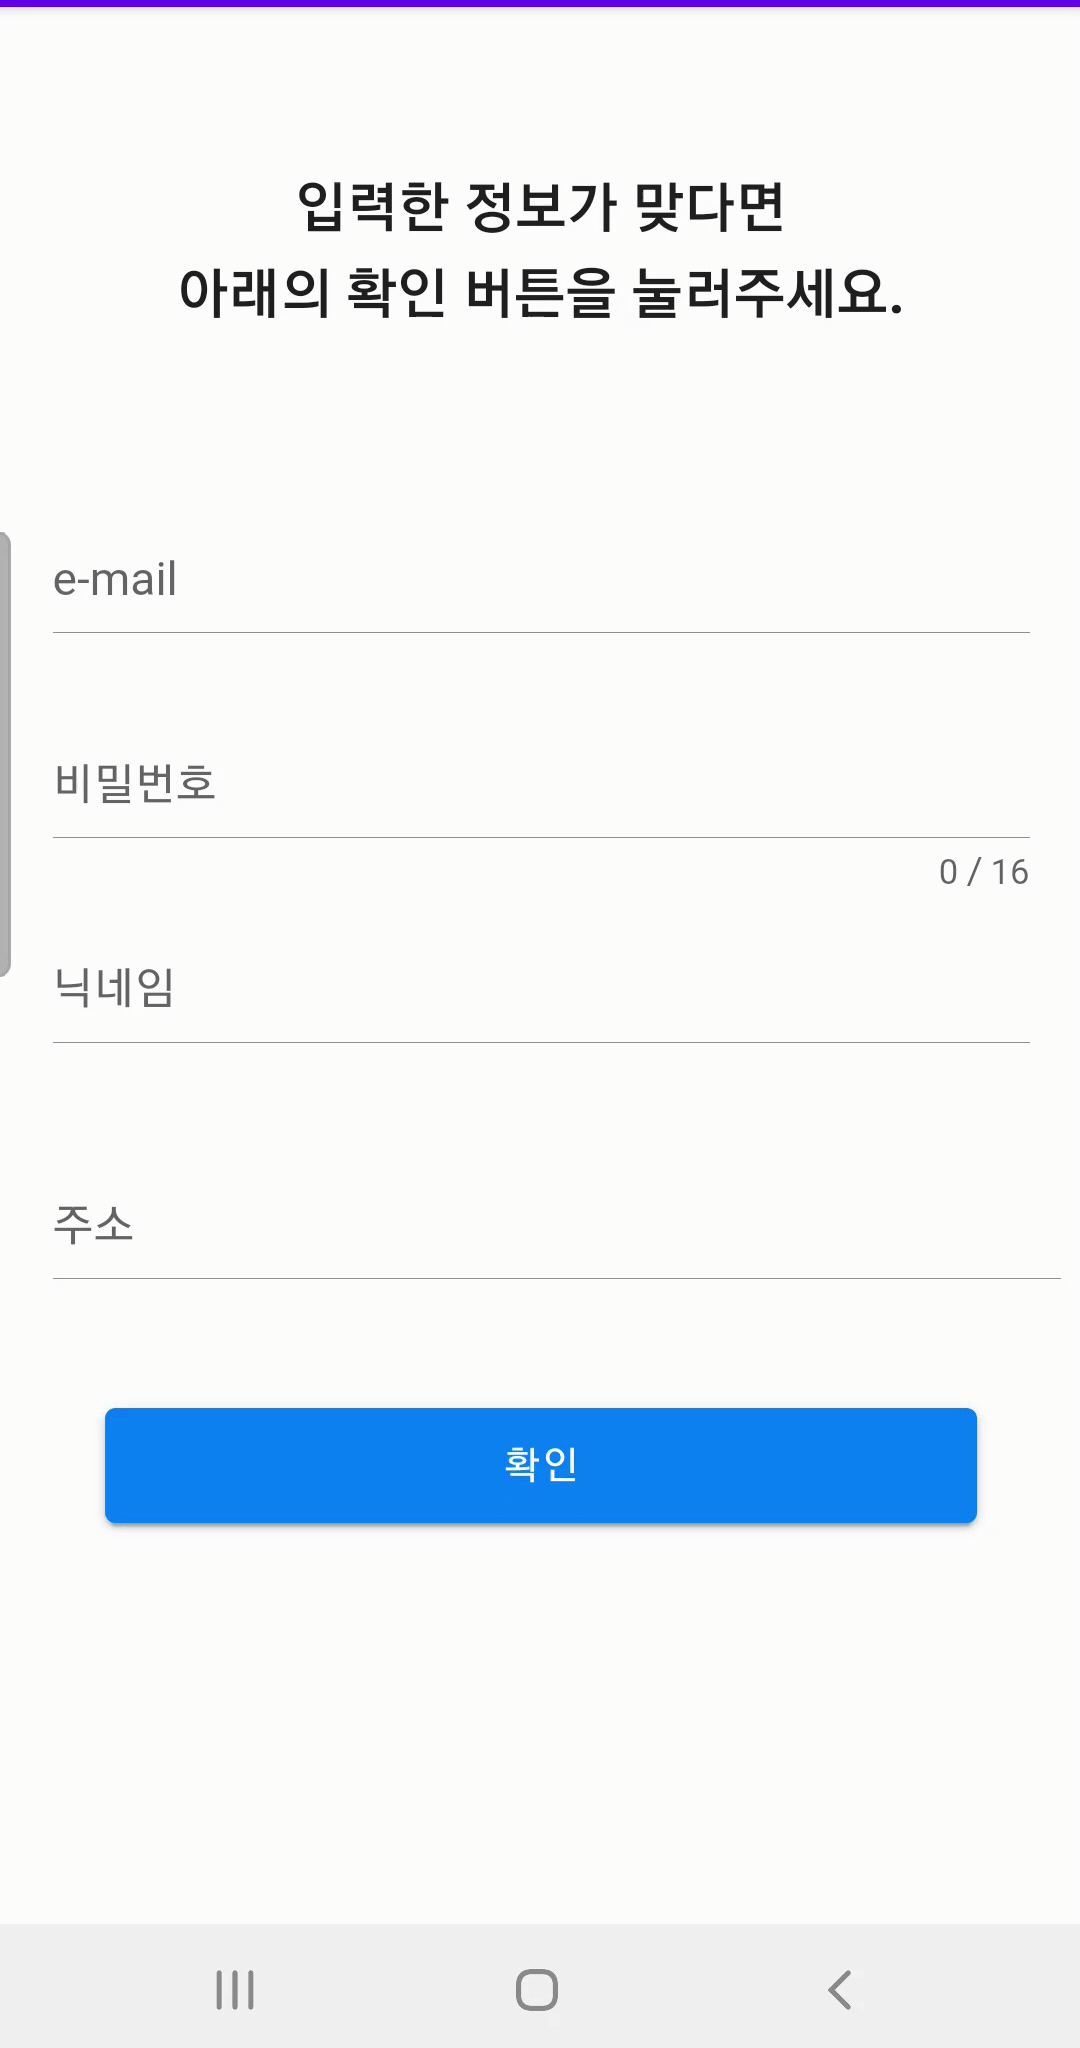 입력한 정보가 맞다면
아래의 확인 버튼을 눌러주세요.
e-mail
비밀번호
0 / 16
닉네임
주소
확인